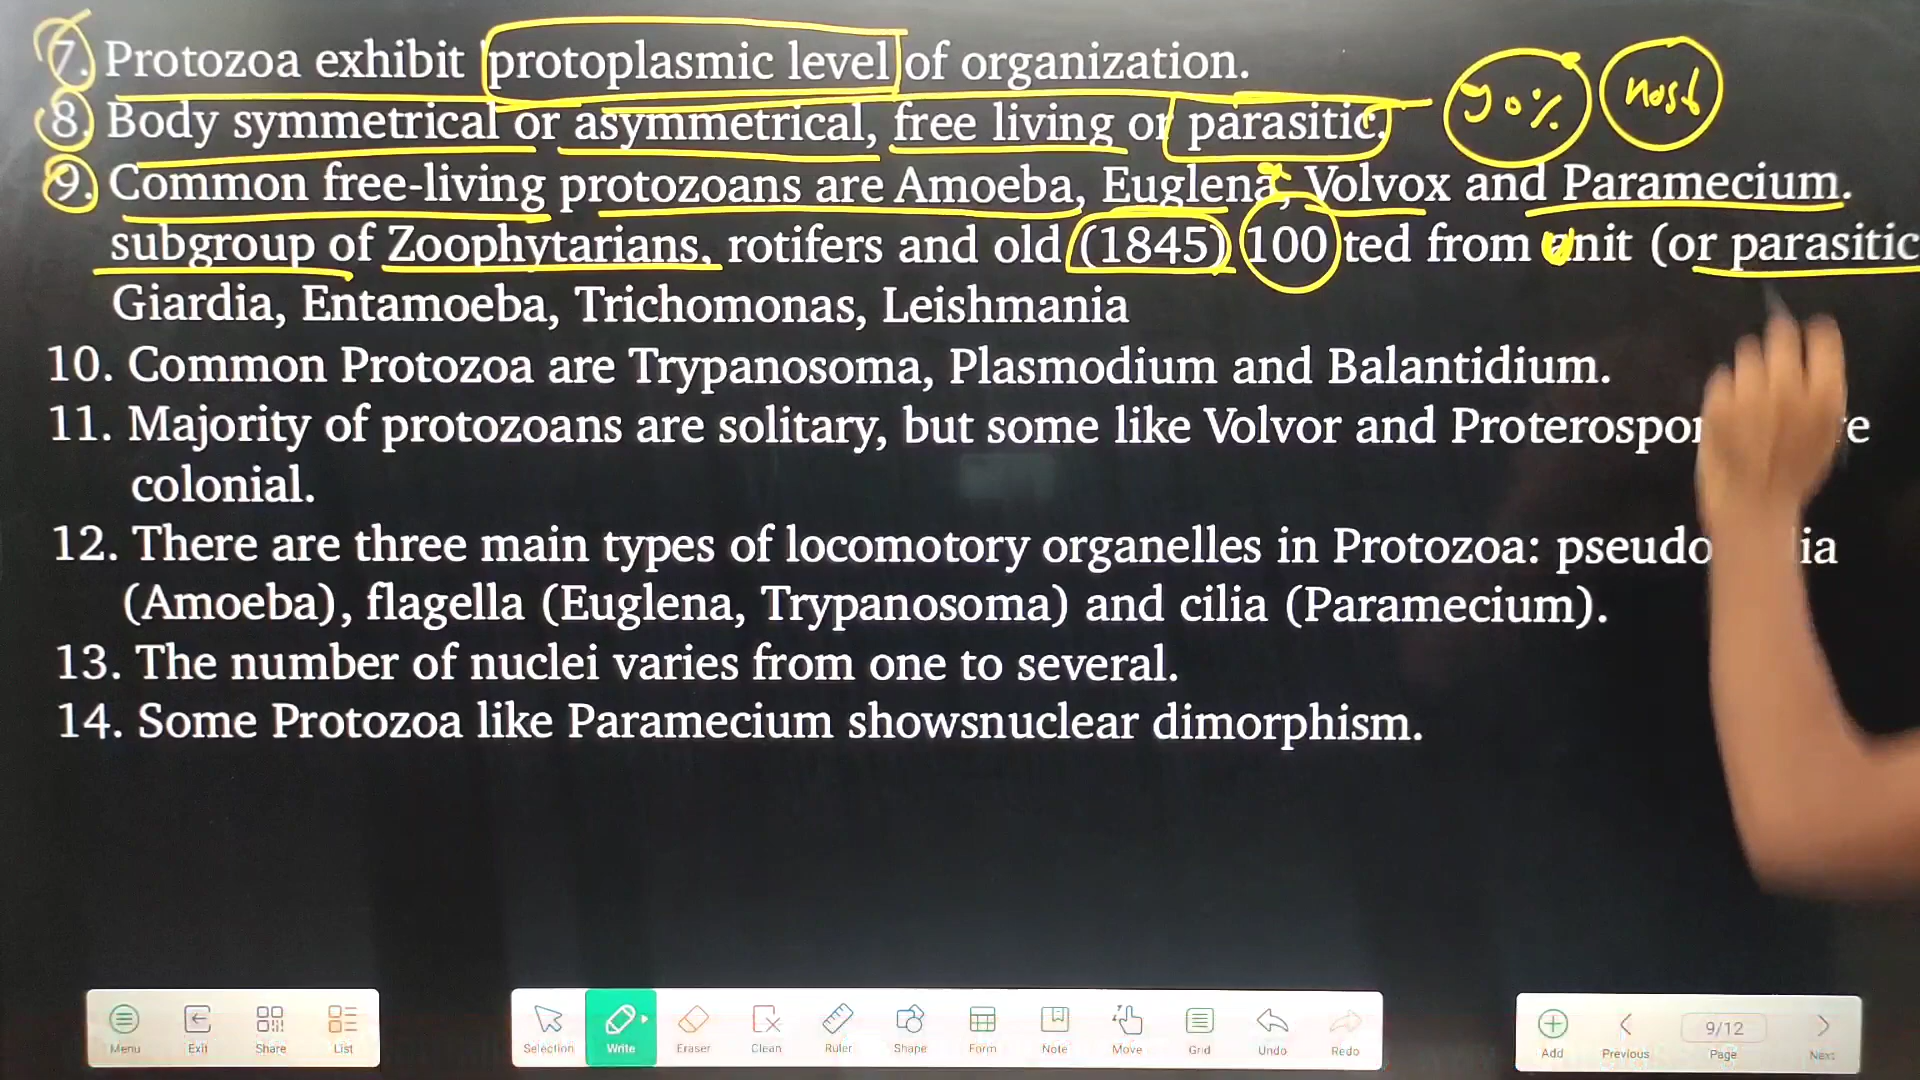 7. Protozoa exhibit protoplasmic level of organization.
8. Body symmetrical or asymmetrical, free living or parasitic. 90% host
9. Common free-living protozoans are Amoeba, Euglena, Volvox and Paramecium.
subgroup of Zoophytarians, rotifers and old (1845) 100 ted from unit (or parasitic
Giardia, Entamoeba, Trichomonas, Leishmania
10. Common Protozoa are Trypanosoma, Plasmodium and Balantidium.
11. Majority of protozoans are solitary, but some like Volvor and
colonial.
12. There are three main types of locomotory organelles in Protozoa:
(Amoeba), flagella (Euglena, Trypanosoma) and cilia (Paramecium).
13. The number of nuclei varies from one to several.
14. Some Protozoa like Paramecium showsnuclear dimorphism.
Menu Exit Share List Selection Write Eraser Clean Ruler Shape Form Note Move Grid Undo Redo Add Previous 9/12 Page Next